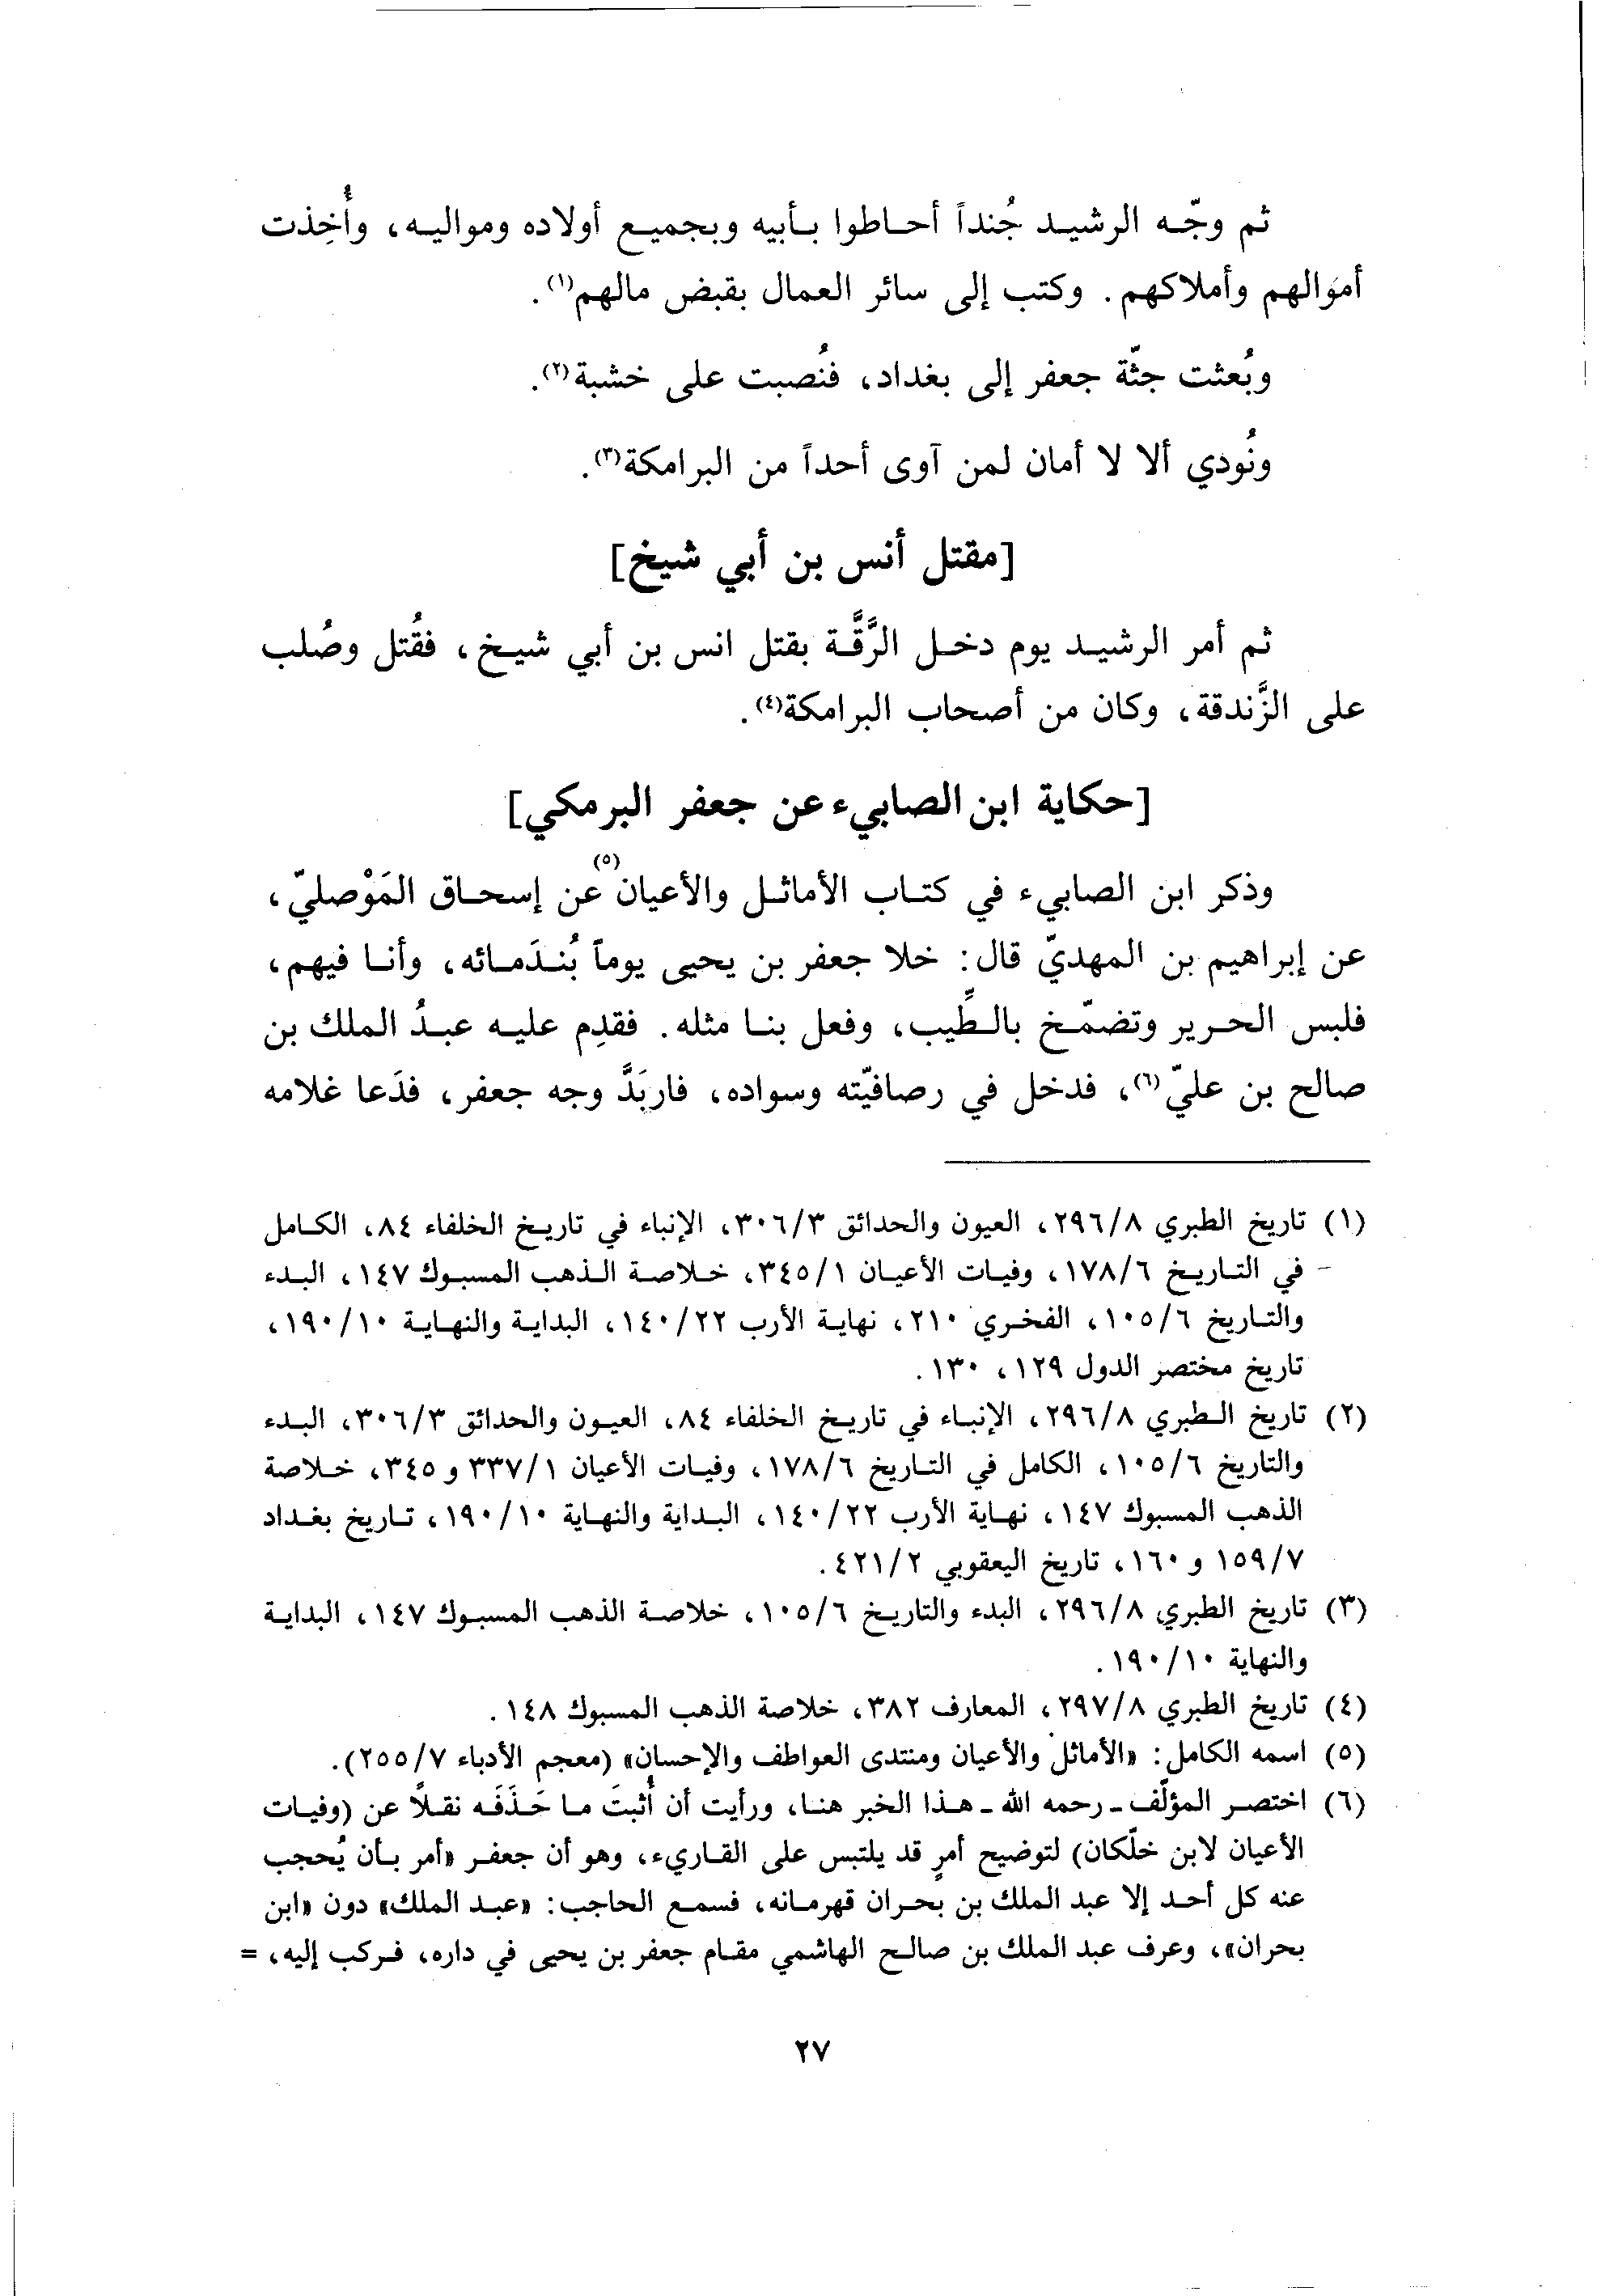 ثم وجّه الرشيد جُنداً أحاطوا بأبيه وبجميع أولاده ومواليه، وأُخِذت
أموالهم وأملاكهم. وكتب إلى سائر العمال بقبض مالهم(١).
وبُعثت جثّة جعفر إلى بغداد، فنُصبت على خشبة(٢).
ونُودي ألا لا أمان لمن آوى أحداً من البرامكة(٣).
[مقتل أنس بن أبي شيخ]
ثم أمر الرشيد يوم دخل الرَّقَّة بقتل انس بن أبي شيخ، فقُتل وصُلب
على الزَّندقة، وكان من أصحاب البرامكة(٤).
[حكاية ابن الصابيء عن جعفر البرمكي]
وذكر ابن الصابيء في كتاب الأماثل والأعيان(٥) عن إسحاق المَوْصليّ،
عن إبراهيم بن المهديّ قال: خلا جعفر بن يحيى يوماً بُندَمائه، وأنا فيهم،
فلبس الحرير وتضمّخ بالطِّيب، وفعل بنا مثله. فقدِم عليه عبدُ الملك بن
صالح بن عليّ(٦)، فدخل في رصافيّته وسواده، فاربَدَّ وجه جعفر، فدَعا غلامه
(١) تاريخ الطبري ٢٩٦/٨، العيون والحدائق ٣٠٦/٣، الإنباء في تاريخ الخلفاء ٨٤، الكامل
في التاريخ ١٧٨/٦، وفيات الأعيان ٣٤٥/١، خلاصة الذهب المسبوك ١٤٧، البدء
والتاريخ ١٠٥/٦، الفخري ٢١٠، نهاية الأرب ١٤٠/٢٢، البداية والنهاية ١٩٠/١٠،
تاريخ مختصر الدول ١٢٩، ١٣٠.
(٢) تاريخ الطبري ٢٩٦/٨، الإنباء في تاريخ الخلفاء ٨٤، العيون والحدائق ٣٠٦/٣، البدء
والتاريخ ١٠٥/٦، الكامل في التاريخ ١٧٨/٦، وفيات الأعيان ٣٣٧/١ و ٣٤٥، خلاصة
الذهب المسبوك ١٤٧، نهاية الأرب ١٤٠/٢٢، البداية والنهاية ١٩٠/١٠، تاريخ بغداد
١٥٩/٧ و ١٦٠، تاريخ اليعقوبي ٤٢١/٢.
(٣) تاريخ الطبري ٢٩٦/٨، البدء والتاريخ ١٠٥/٦، خلاصة الذهب المسبوك ١٤٧، البداية
والنهاية ١٩٠/١٠.
(٤) تاريخ الطبري ٢٩٧/٨، المعارف ٣٨٢، خلاصة الذهب المسبوك ١٤٨.
(٥) اسمه الكامل: «الأماثل والأعيان ومنتدى العواطف والإحسان» (معجم الأدباء ٢٥٥/٧).
(٦) اختصر المؤلّف - رحمه الله - هذا الخبر هنا، ورأيت أن أُثبتَ ما حَذَفَه نقلاً عن (وفيات
الأعيان لابن خلّكان) لتوضيح أمرٍ قد يلتبس على القاريء، وهو أن جعفر «أمر بأن يُحجب
عنه كل أحد إلا عبد الملك بن بحران قهرمانه، فسمع الحاجب: «عبد الملك» دون «ابن
بحران»، وعرف عبد الملك بن صالح الهاشمي مقام جعفر بن يحيى في داره، فركب إليه، =
٢٧